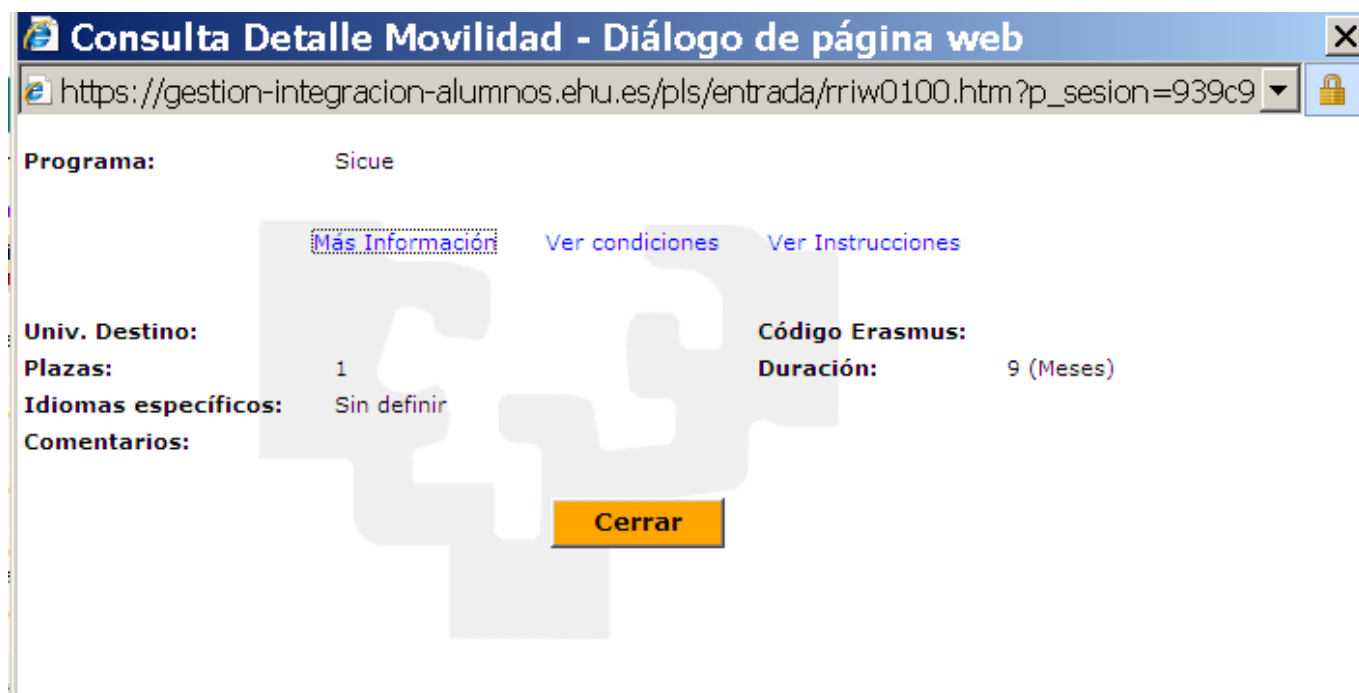 Consulta Detalle Movilidad - Diálogo de página web
https://gestion-integracion-alumnos.ehu.es/pls/entrada/rriw0100.htm?p_sesion=939c9
Programa: Sicue
Más Información Ver condiciones Ver Instrucciones
Univ. Destino: Código Erasmus:
Plazas: 1 Duración: 9 (Meses)
Idiomas específicos: Sin definir
Comentarios:
Cerrar